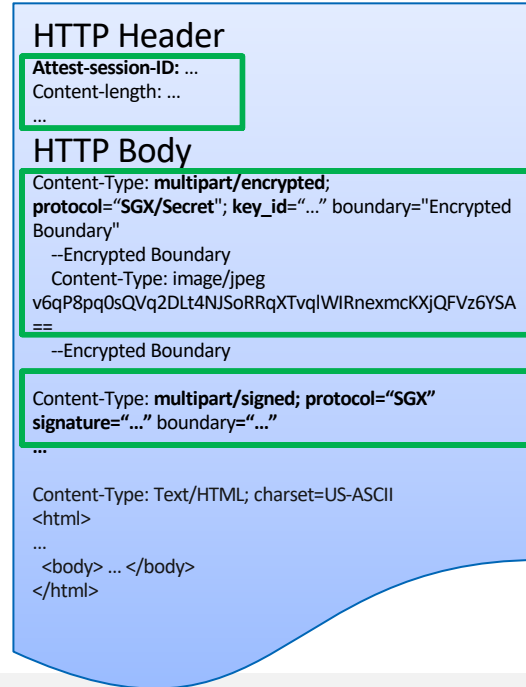 HTTP Header
Attest-session-ID: ...
Content-length: ...
...
HTTP Body
Content-Type: multipart/encrypted;
protocol=“SGX/Secret"; key_id=“...” boundary="Encrypted
Boundary"
--Encrypted Boundary
Content-Type: image/jpeg
v6qP8pq0sQVq2DLt4NJSoRRqXTvqlWIRnexmcKXjQFVz6YSA
==
--Encrypted Boundary
Content-Type: multipart/signed; protocol=“SGX”
signature=“...” boundary=“...”
...
Content-Type: Text/HTML; charset=US-ASCII
<html>
...
<body> ... </body>
</html>